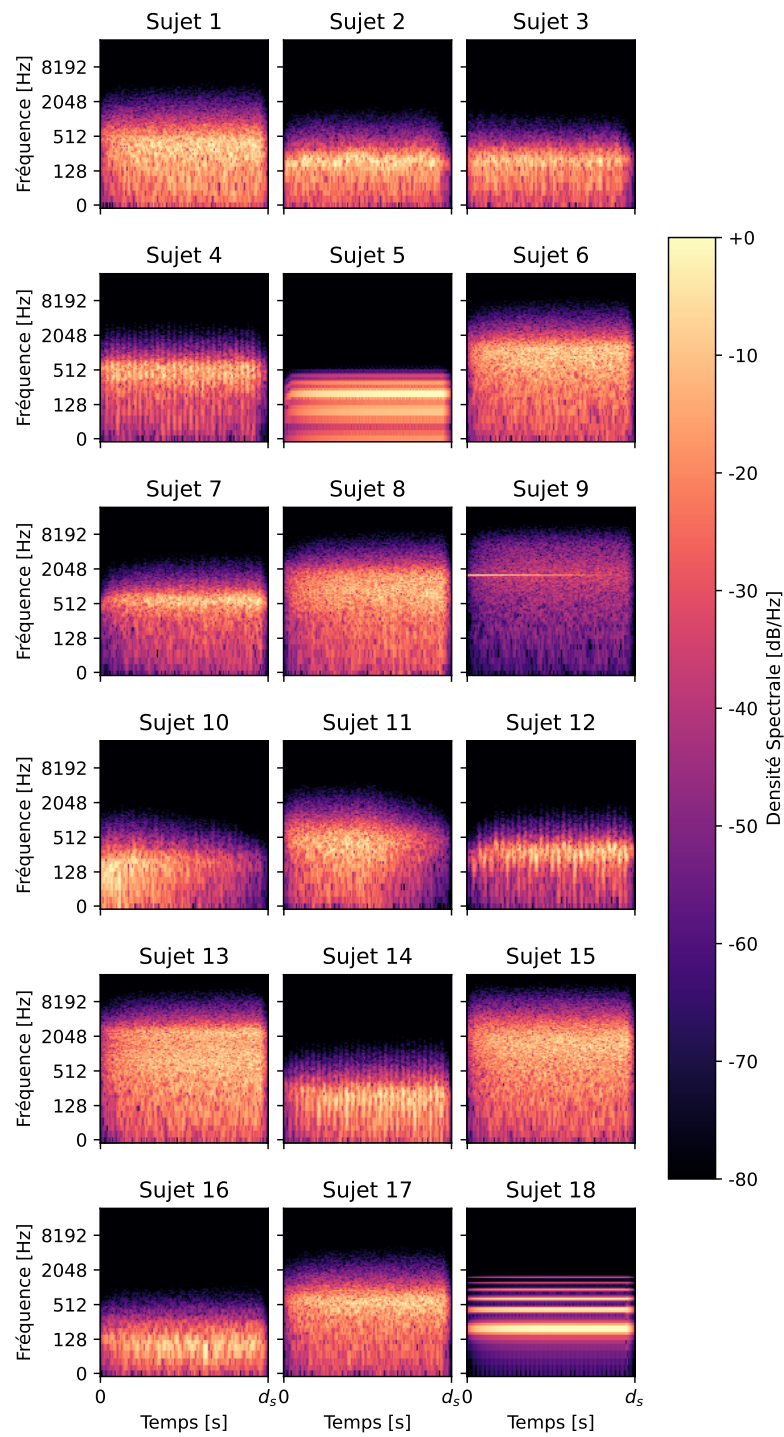 Sujet 1 Sujet 2 Sujet 3
Fréquence [Hz]
8192
2048
512
128
0
Sujet 4 Sujet 5 Sujet 6
Fréquence [Hz]
8192
2048
512
128
0
Sujet 7 Sujet 8 Sujet 9
Fréquence [Hz]
8192
2048
512
128
0
Sujet 10 Sujet 11 Sujet 12
Fréquence [Hz]
8192
2048
512
128
0
Sujet 13 Sujet 14 Sujet 15
Fréquence [Hz]
8192
2048
512
128
0
Sujet 16 Sujet 17 Sujet 18
Fréquence [Hz]
8192
2048
512
128
0
0 ds 0 ds 0 ds
Temps [s] Temps [s] Temps [s]
+0
-10
-20
-30
-40
-50
-60
-70
-80
Densité Spectrale [dB/Hz]